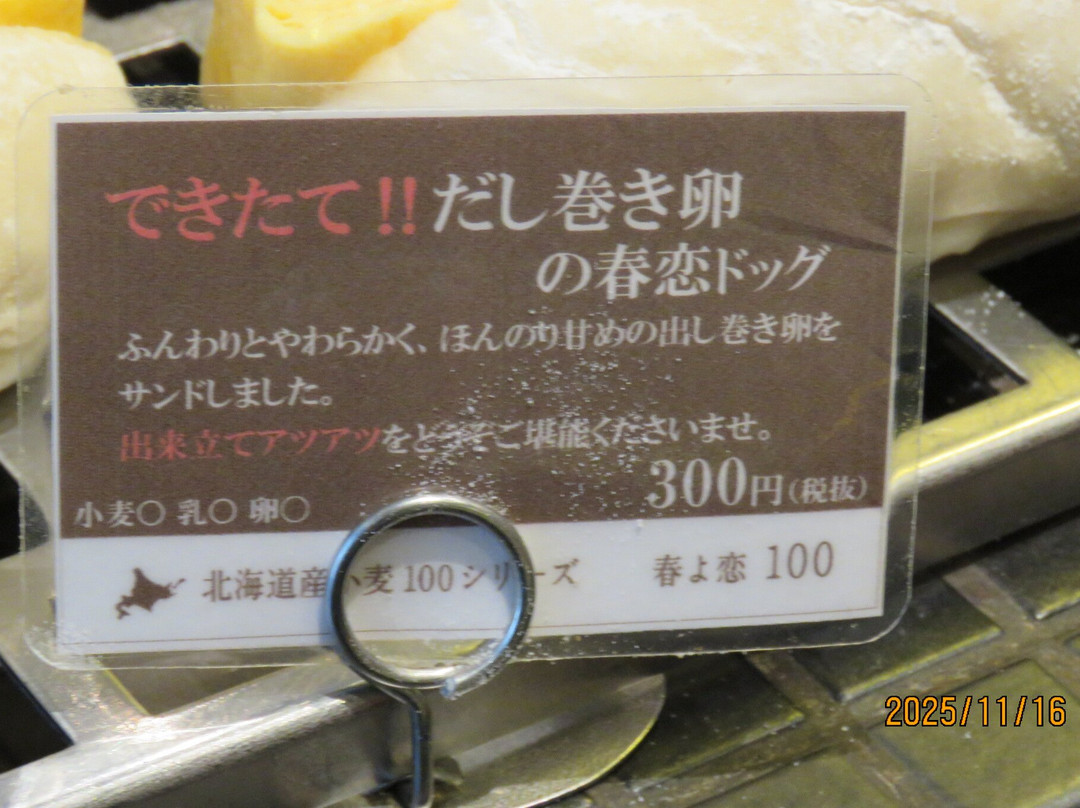 できたて!!だし巻き卵
の春恋ドッグ
ふんわりとやわらかく、ほんのり甘めの出し巻き卵を
サンドしました。
出来立てアツアツをどうぞご堪能くださいませ。
300円(税抜)
小麦〇 乳〇 卵〇
北海道産小麦100シリーズ 春よ恋 100
2025/11/16